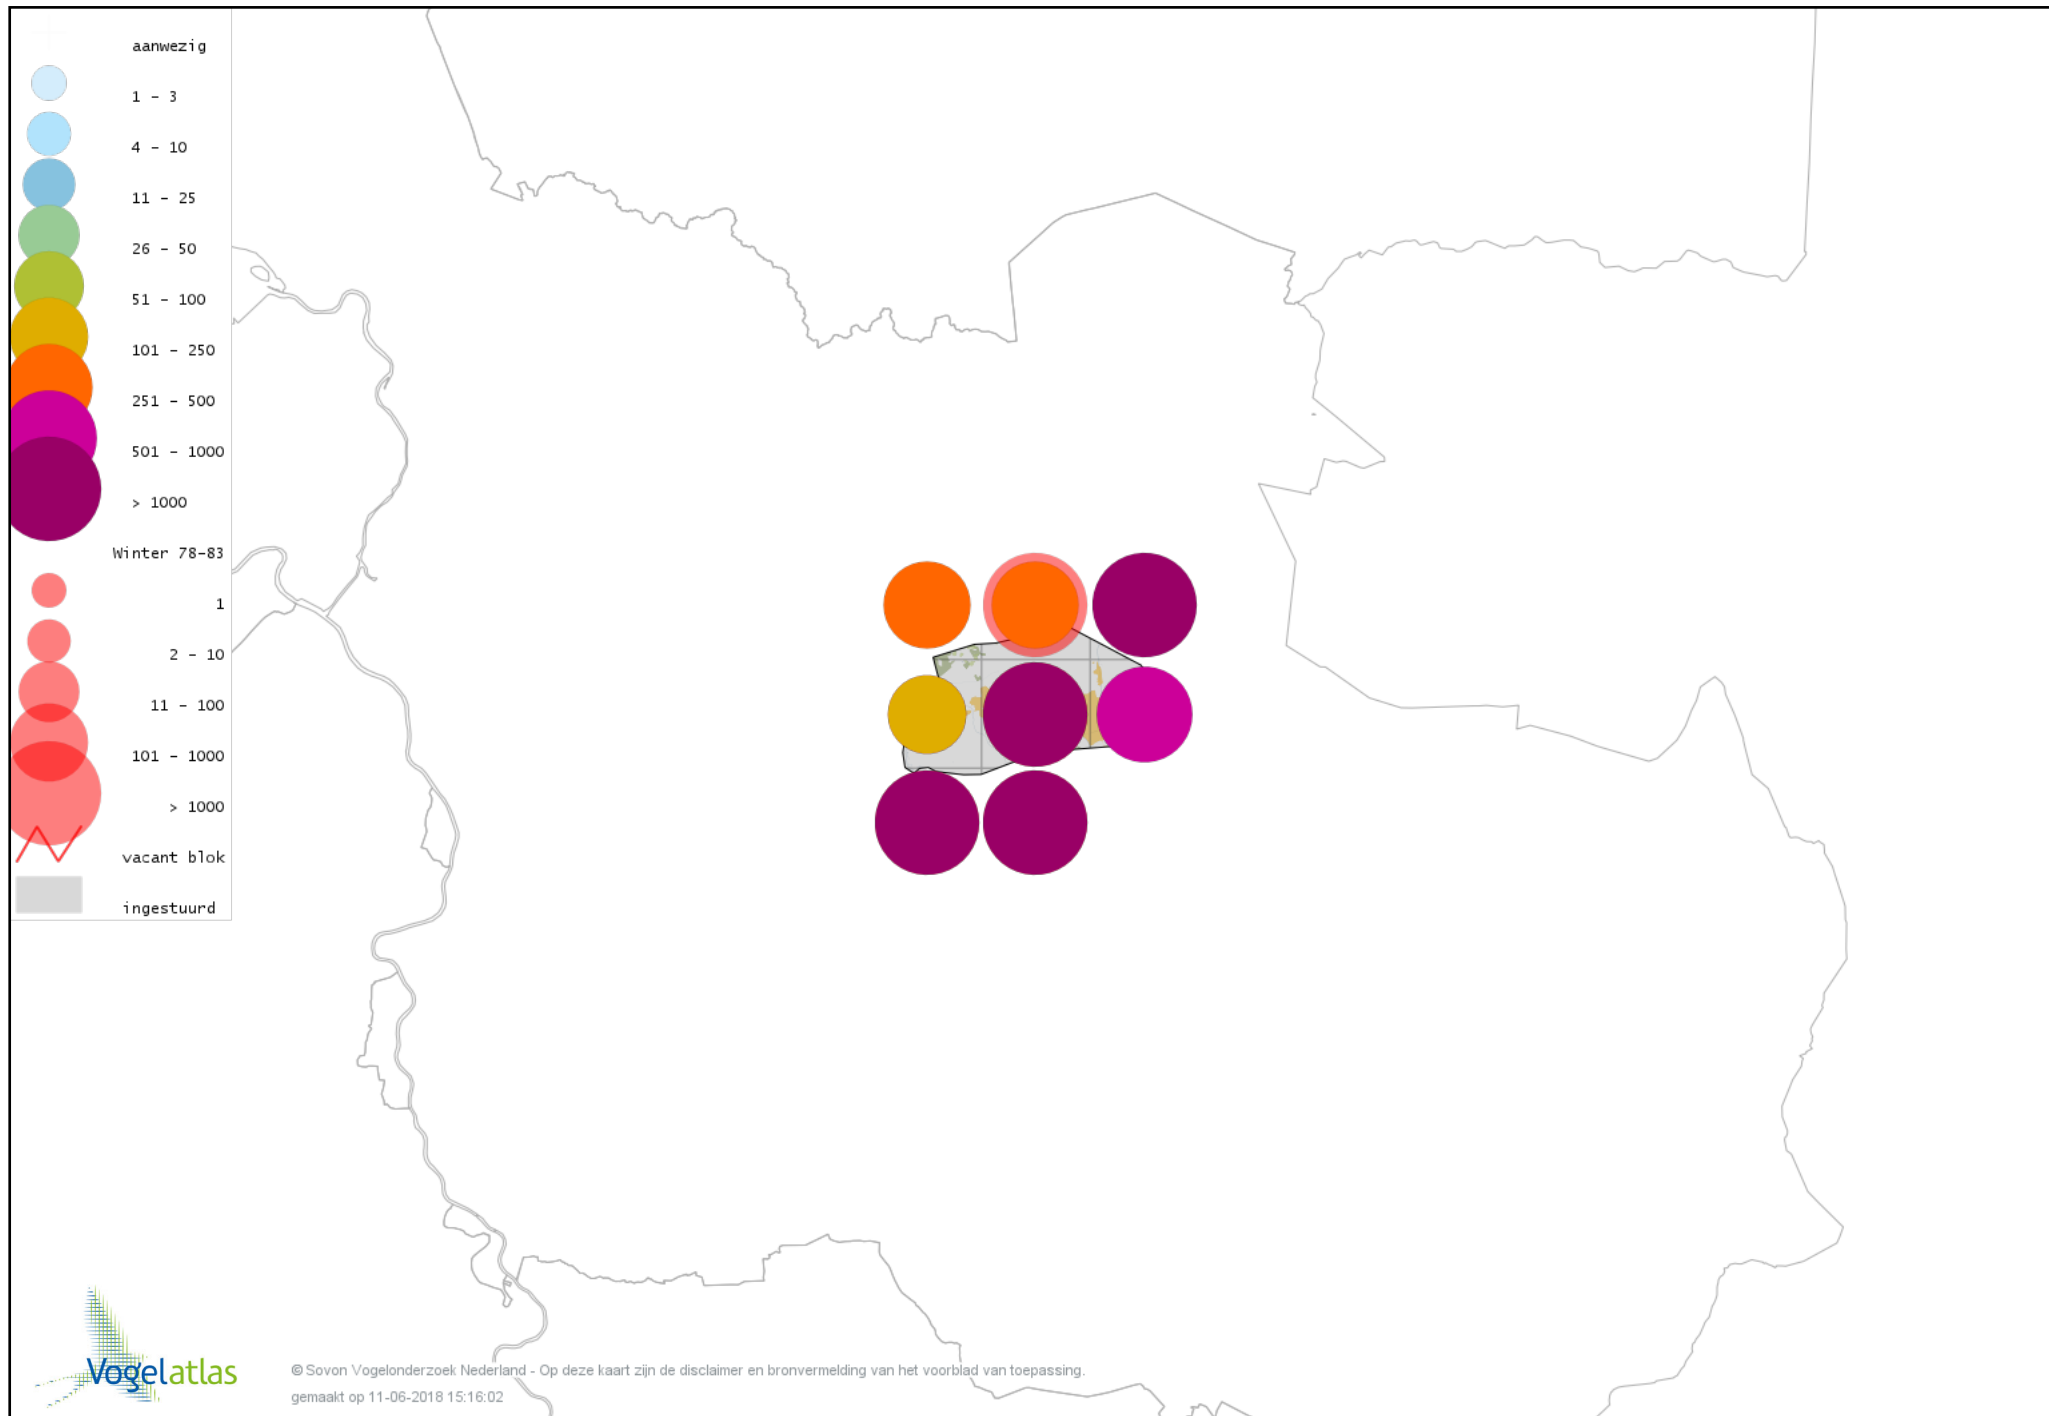 aanwezig
1 - 3
4 - 10
11 - 25
26 - 50
51 - 100
101 - 250
251 - 500
501 - 1000
> 1000
Winter 78-83
1
2 - 10
11 - 100
101 - 1000
> 1000
vacant blok
ingestuurd
Vogelatlas
© Sovon Vogelonderzoek Nederland - Op deze kaart zijn de disclaimer en bronvermelding van het voorblad van toepassing.
gemaakt op 11-06-2018 15:16:02